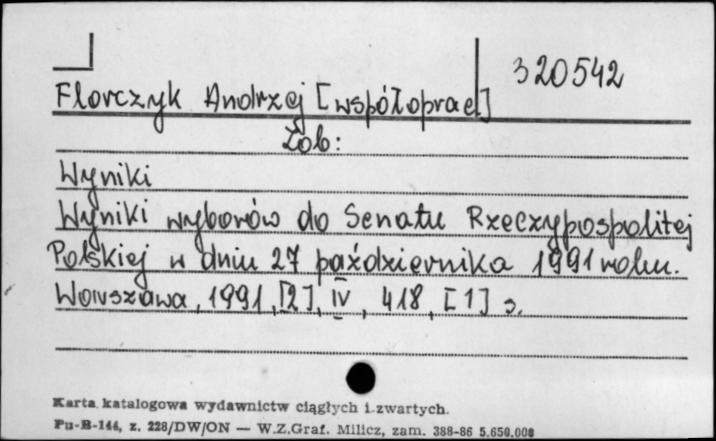 320542
Florczyk Andrzej [współoprac]
Zob:
Wyniki
Wyniki wyborów do Senatu Rzeczypospolitej
Polskiej w dniu 27 października 1991 roku.
Warszawa, 1991, [2], IV, 418, [1] s.
Karta katalogowa wydawnictw ciągłych i zwartych.
Pu-B-144, z. 228/DW/ON — W.Z.Graf. Milicz, zam. 388-86 5.650.000